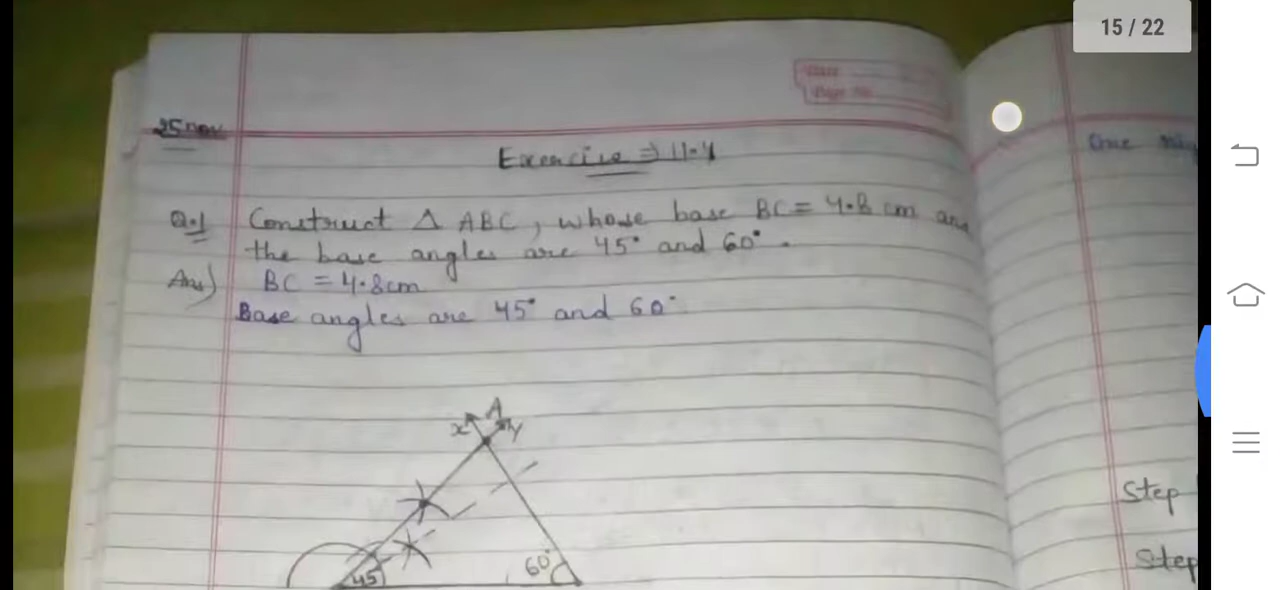 15 / 22
25 nov
Exercise ⇒ 11.4
Q.1 Construct △ ABC, whose base BC = 4.8 cm and
the base angles are 45° and 60°.
Ans) BC = 4.8cm
Base angles are 45° and 60°
A
x
y
45
60°
Step
Step